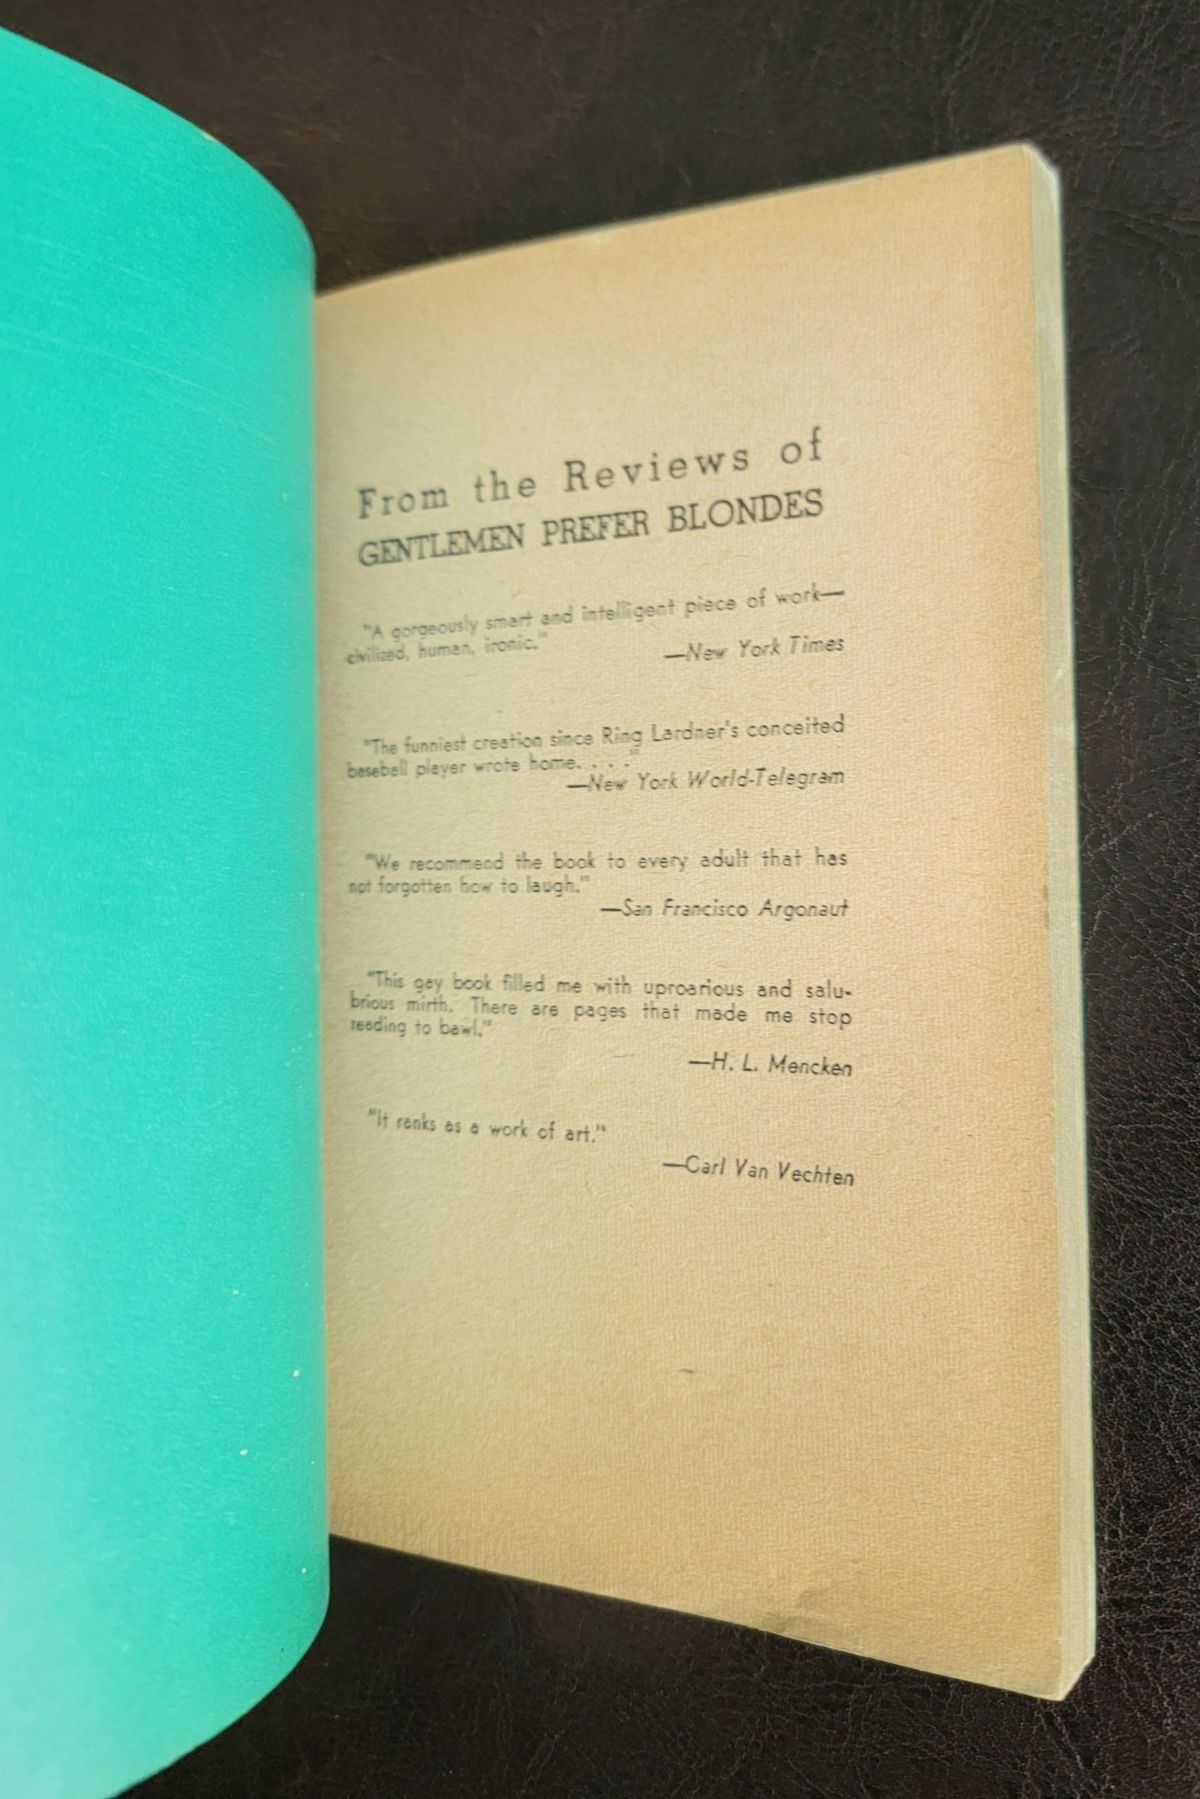 From the Reviews of
GENTLEMEN PREFER BLONDES
"A gorgeously smart and intelligent piece of work—
civilized, human, ironic."
—New York Times
"The funniest creation since Ring Lardner's conceited
baseball player wrote home. . . ."
—New York World-Telegram
"We recommend the book to every adult that has
not forgotten how to laugh."
—San Francisco Argonaut
"This gay book filled me with uproarious and salu-
brious mirth. There are pages that made me stop
reading to bawl."
—H. L. Mencken
"It ranks as a work of art."
—Carl Van Vechten